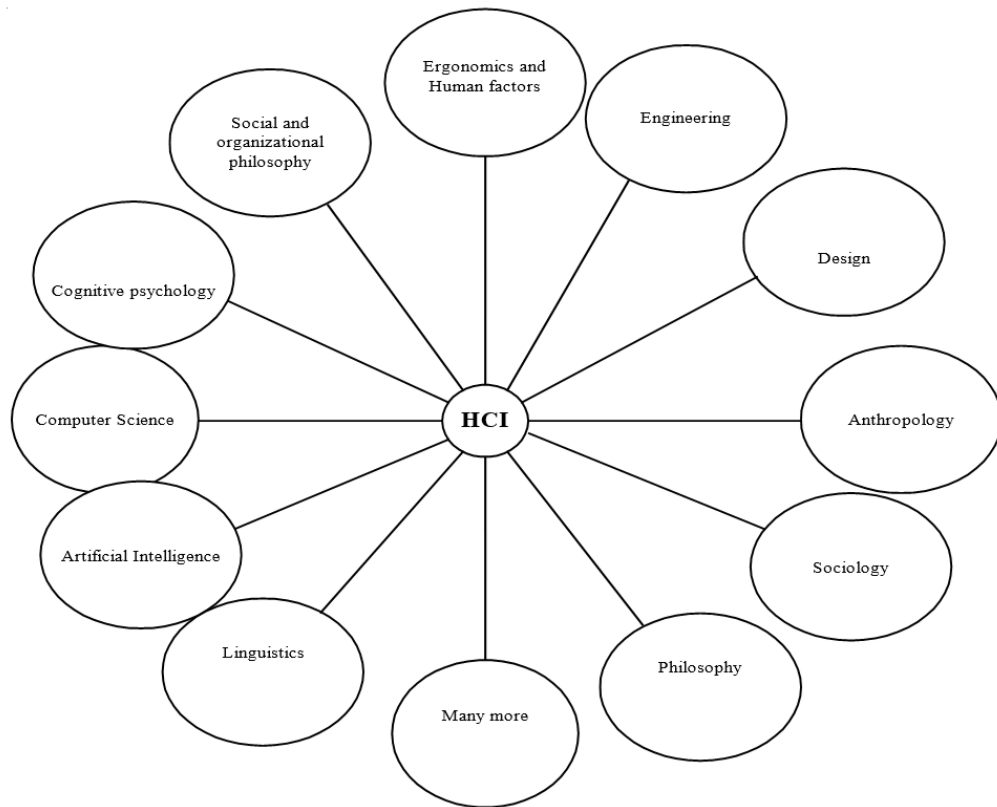 Ergonomics and
Human factors
Engineering
Social and
organizational
philosophy
Design
Cognitive psychology
HCI
Computer Science
Anthropology
Artificial Intelligence
Sociology
Linguistics
Philosophy
Many more